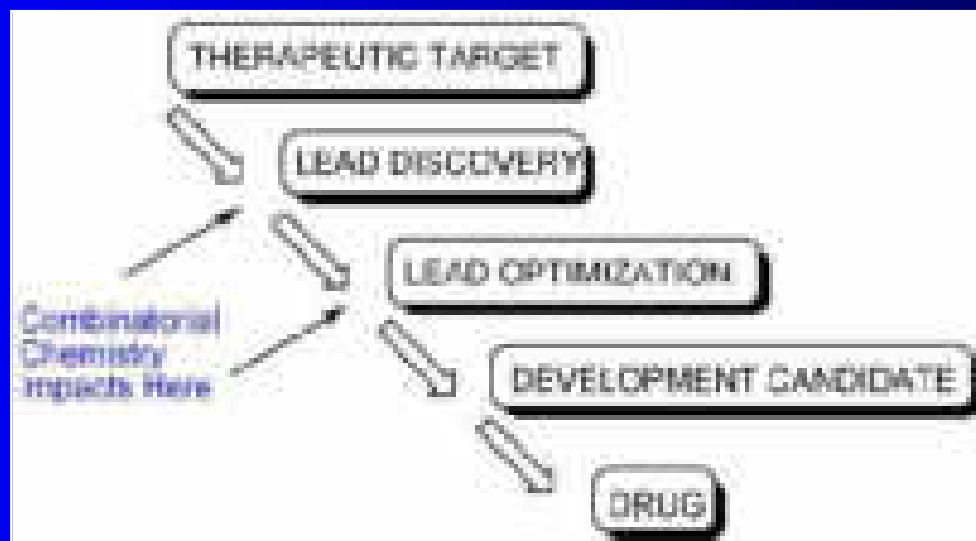 THERAPEUTIC TARGET
LEAD DISCOVERY
LEAD OPTIMIZATION
Combinatorial
Chemistry
Impacts Here
DEVELOPMENT CANDIDATE
DRUG